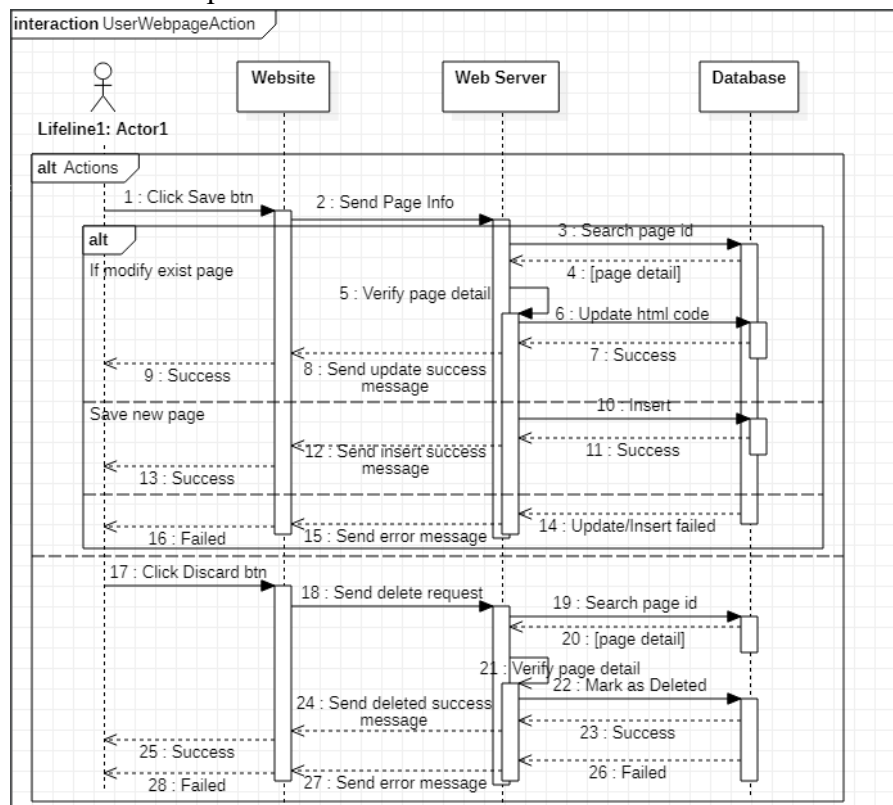 interaction UserWebpageAction
Website
Web Server
Database
Lifeline1: Actor1
alt Actions
1 : Click Save btn
2 : Send Page Info
3 : Search page id
alt
4 : [page detail]
If modify exist page
5 : Verify page detail
6 : Update html code
7 : Success
8 : Send update success
message
9 : Success
Save new page
10 : Insert
11 : Success
12 : Send insert success
message
13 : Success
14 : Update/Insert failed
15 : Send error message
16 : Failed
17 : Click Discard btn
18 : Send delete request
19 : Search page id
20 : [page detail]
21 : Verify page detail
22 : Mark as Deleted
23 : Success
24 : Send deleted success
message
25 : Success
26 : Failed
27 : Send error message
28 : Failed